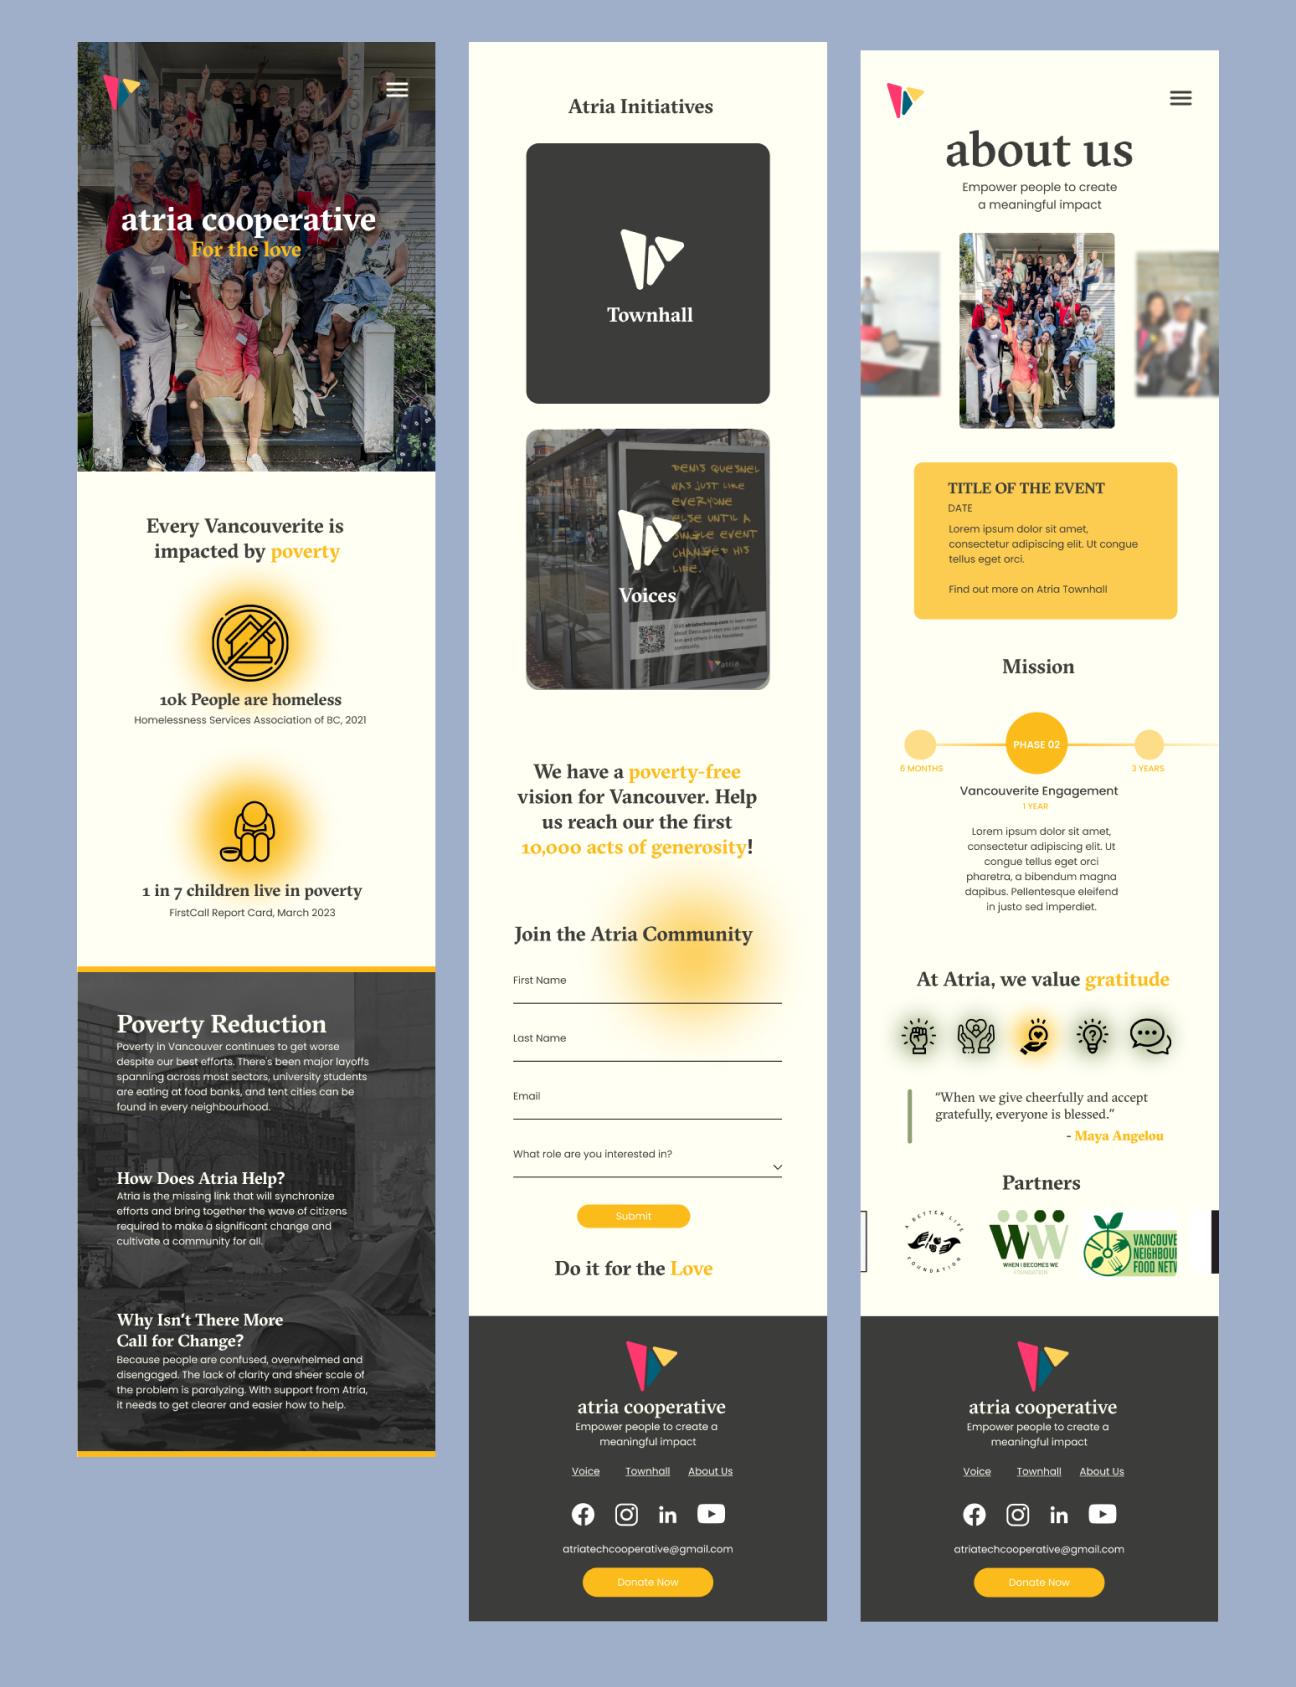 atria cooperative
For the love
Every Vancouverite is
impacted by poverty
10k People are homeless
Homelessness Services Association of BC, 2021
1 in 7 children live in poverty
FirstCall Report Card, March 2023
Poverty Reduction
Poverty in Vancouver continues to get worse
despite our best efforts. There's been major layoffs
spanning across most sectors, university students
are eating at food banks, and tent cities can be
found in every neighbourhood.
How Does Atria Help?
Atria is the missing link that will synchronize
efforts and bring together the wave of citizens
required to make a significant change and
cultivate a community for all.
Why Isn't There More
Call for Change?
Because people are confused, overwhelmed and
disengaged. The lack of clarity and sheer scale of
the problem is paralyzing. With support from Atria,
it needs to get clearer and easier how to help.
Atria Initiatives
Townhall
DENIS QUESNEL
WAS JUST LIKE
EVERYONE
ELSE UNTIL A
SINGLE EVENT
CHANGED HIS
LIFE.
Voices
atria
We have a poverty-free
vision for Vancouver. Help
us reach our the first
10,000 acts of generosity!
Join the Atria Community
First Name
Last Name
Email
What role are you interested in?
Submit
Do it for the Love
atria cooperative
Empower people to create a
meaningful impact
Voice Townhall About Us
atriatechcooperative@gmail.com
Donate Now
about us
Empower people to create
a meaningful impact
TITLE OF THE EVENT
DATE
Lorem ipsum dolor sit amet,
consectetur adipiscing elit. Ut congue
tellus eget orci.
Find out more on Atria Townhall
Mission
PHASE 02
6 MONTHS 3 YEARS
Vancouverite Engagement
1 YEAR
Lorem ipsum dolor sit amet,
consectetur adipiscing elit. Ut
congue tellus eget orci
pharetra, a bibendum magna
dapibus. Pellentesque eleifend
in justo sed imperdiet.
At Atria, we value gratitude
"When we give cheerfully and accept
gratefully, everyone is blessed."
- Maya Angelou
Partners
A BETTER LIFE
FOUNDATION
WW
WHEN I BECOMES WE
FOUNDATION
VANCOUVE
NEIGHBOU
FOOD NETV
atria cooperative
Empower people to create a
meaningful impact
Voice Townhall About Us
atriatechcooperative@gmail.com
Donate Now